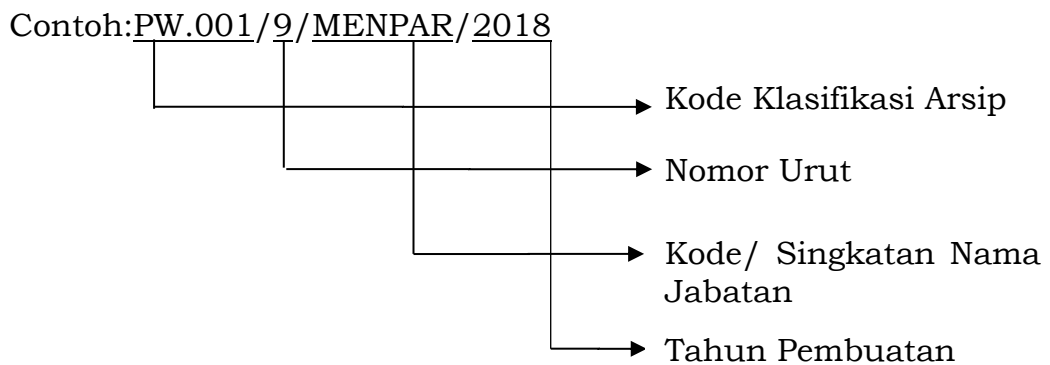 Contoh:PW.001/9/MENPAR/2018
Kode Klasifikasi Arsip
Nomor Urut
Kode/ Singkatan Nama
Jabatan
Tahun Pembuatan